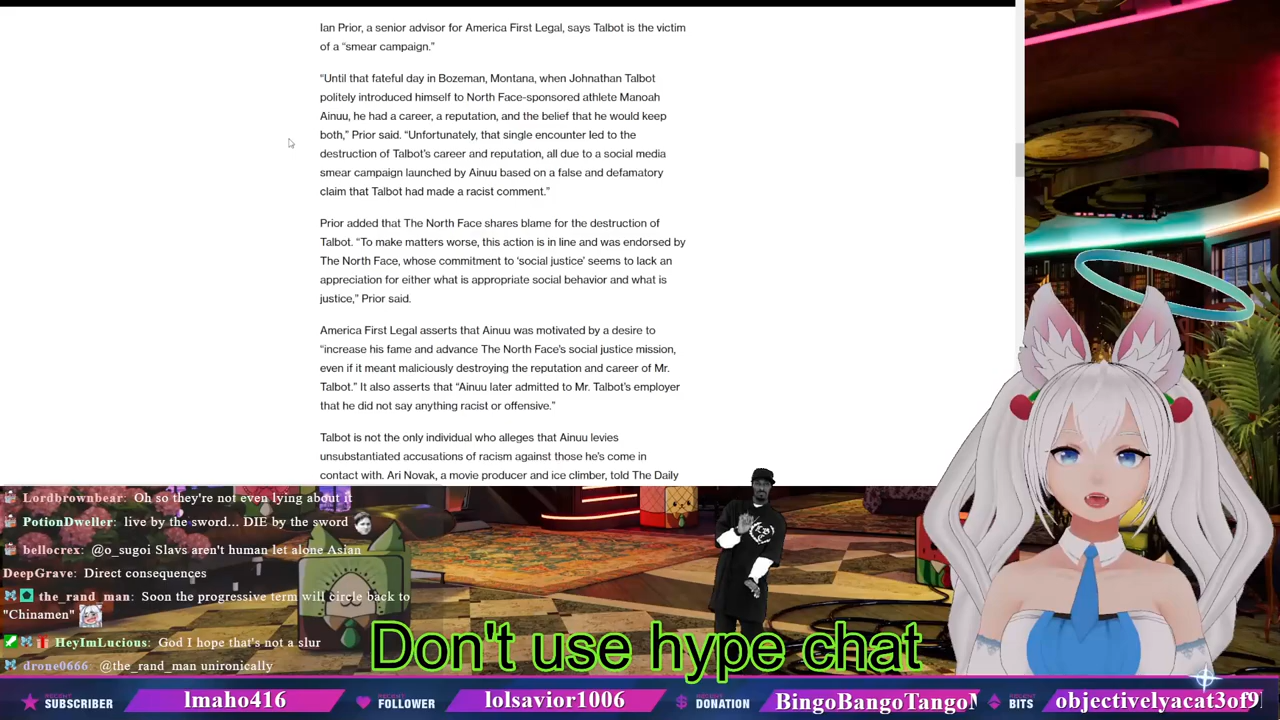 Ian Prior, a senior advisor for America First Legal, says Talbot is the victim
of a “smear campaign.”
“Until that fateful day in Bozeman, Montana, when Johnathan Talbot
politely introduced himself to North Face-sponsored athlete Manoah
Ainuu, he had a career, a reputation, and the belief that he would keep
both,” Prior said. “Unfortunately, that single encounter led to the
destruction of Talbot’s career and reputation, all due to a social media
smear campaign launched by Ainuu based on a false and defamatory
claim that Talbot had made a racist comment.”
Prior added that The North Face shares blame for the destruction of
Talbot. “To make matters worse, this action is in line and was endorsed by
The North Face, whose commitment to ‘social justice’ seems to lack an
appreciation for either what is appropriate social behavior and what is
justice,” Prior said.
America First Legal asserts that Ainuu was motivated by a desire to
“increase his fame and advance The North Face’s social justice mission,
even if it meant maliciously destroying the reputation and career of Mr.
Talbot.” It also asserts that “Ainuu later admitted to Mr. Talbot’s employer
that he did not say anything racist or offensive.”
Talbot is not the only individual who alleges that Ainuu levies
unsubstantiated accusations of racism against those he’s come in
contact with. Ari Novak, a movie producer and ice climber, told The Daily
Lordbrownbear: Oh so they're not even lying about it
PotionDweller: live by the sword... DIE by the sword
bellocrex: @o_sugoi Slavs aren't human let alone Asian
DeepGrave: Direct consequences
the_rand_man: Soon the progressive term will circle back to
"Chinamen"
HeyImLucious: God I hope that's not a slur
drone0666: @the_rand_man unironically
Don't use hype chat
RECENT SUBSCRIBER lmaho416 RECENT FOLLOWER lolsavior1006 RECENT DONATION BingoBangoTango RECENT BITS objectivelyacat3of9